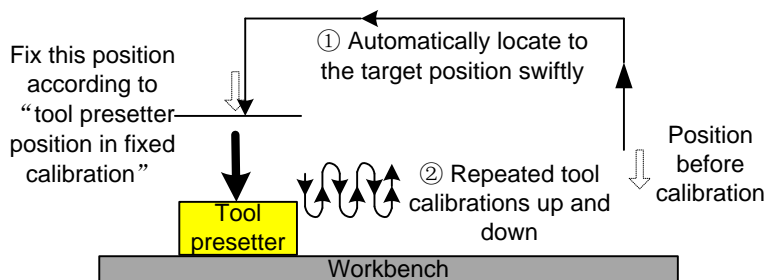 ① Automatically locate to
the target position swiftly
Fix this position
according to
“tool presetter
position in fixed
calibration”
Position
before
calibration
② Repeated tool
calibrations up and
down
Tool
presetter
Workbench